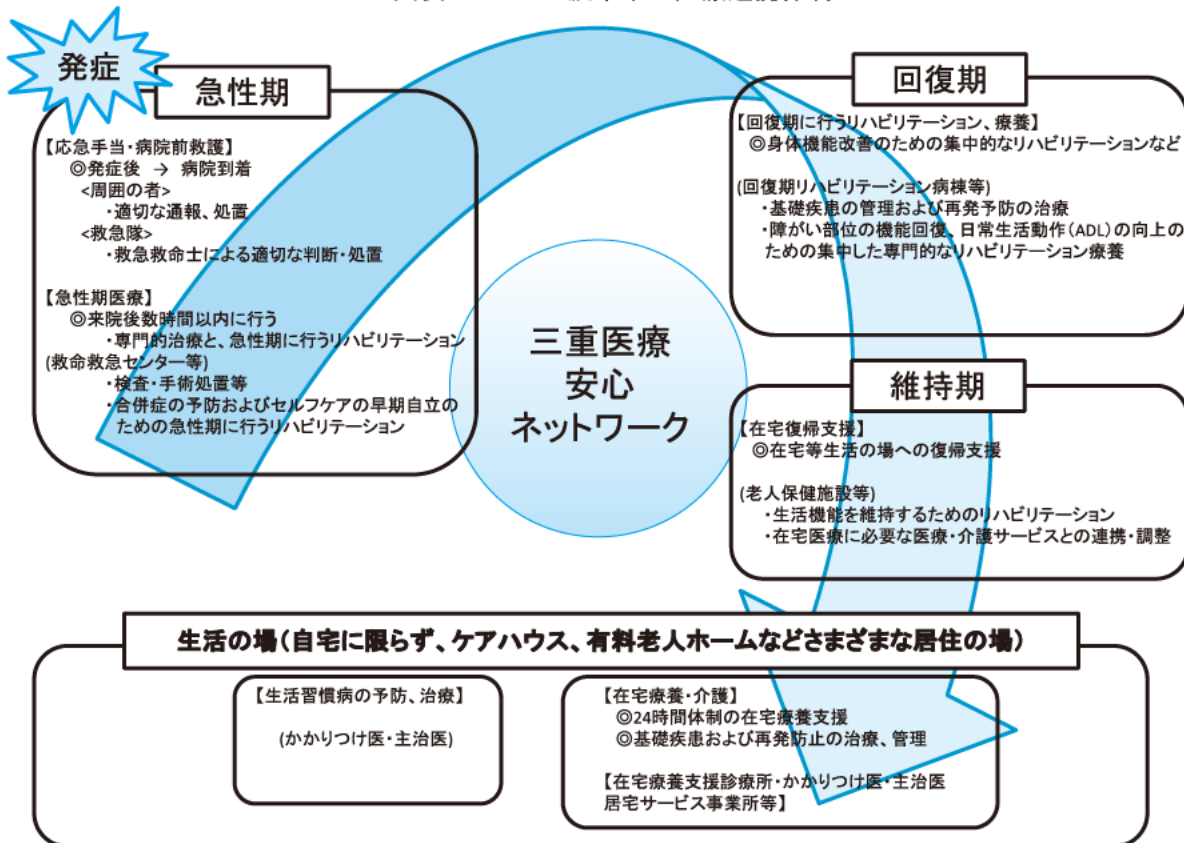 発症
急性期
【応急手当・病院前救護】
◎発症後 → 病院到着
<周囲の者>
・適切な通報、処置
<救急隊>
・救急救命士による適切な判断・処置
【急性期医療】
◎来院後数時間以内に行う
・専門的治療と、急性期に行うリハビリテーション
(救命救急センター等)
・検査・手術処置等
・合併症の予防およびセルフケアの早期自立の
ための急性期に行うリハビリテーション
三重医療
安心
ネットワーク
回復期
【回復期に行うリハビリテーション、療養】
◎身体機能改善のための集中的なリハビリテーションなど
(回復期リハビリテーション病棟等)
・基礎疾患の管理および再発予防の治療
・障がい部位の機能回復、日常生活動作(ADL)の向上の
ための集中した専門的なリハビリテーション療養
維持期
【在宅復帰支援】
◎在宅等生活の場への復帰支援
(老人保健施設等)
・生活機能を維持するためのリハビリテーション
・在宅医療に必要な医療・介護サービスとの連携・調整
生活の場(自宅に限らず、ケアハウス、有料老人ホームなどさまざまな居住の場)
【生活習慣病の予防、治療】
(かかりつけ医・主治医)
【在宅療養・介護】
◎24時間体制の在宅療養支援
◎基礎疾患および再発防止の治療、管理
【在宅療養支援診療所・かかりつけ医・主治医
居宅サービス事業所等】